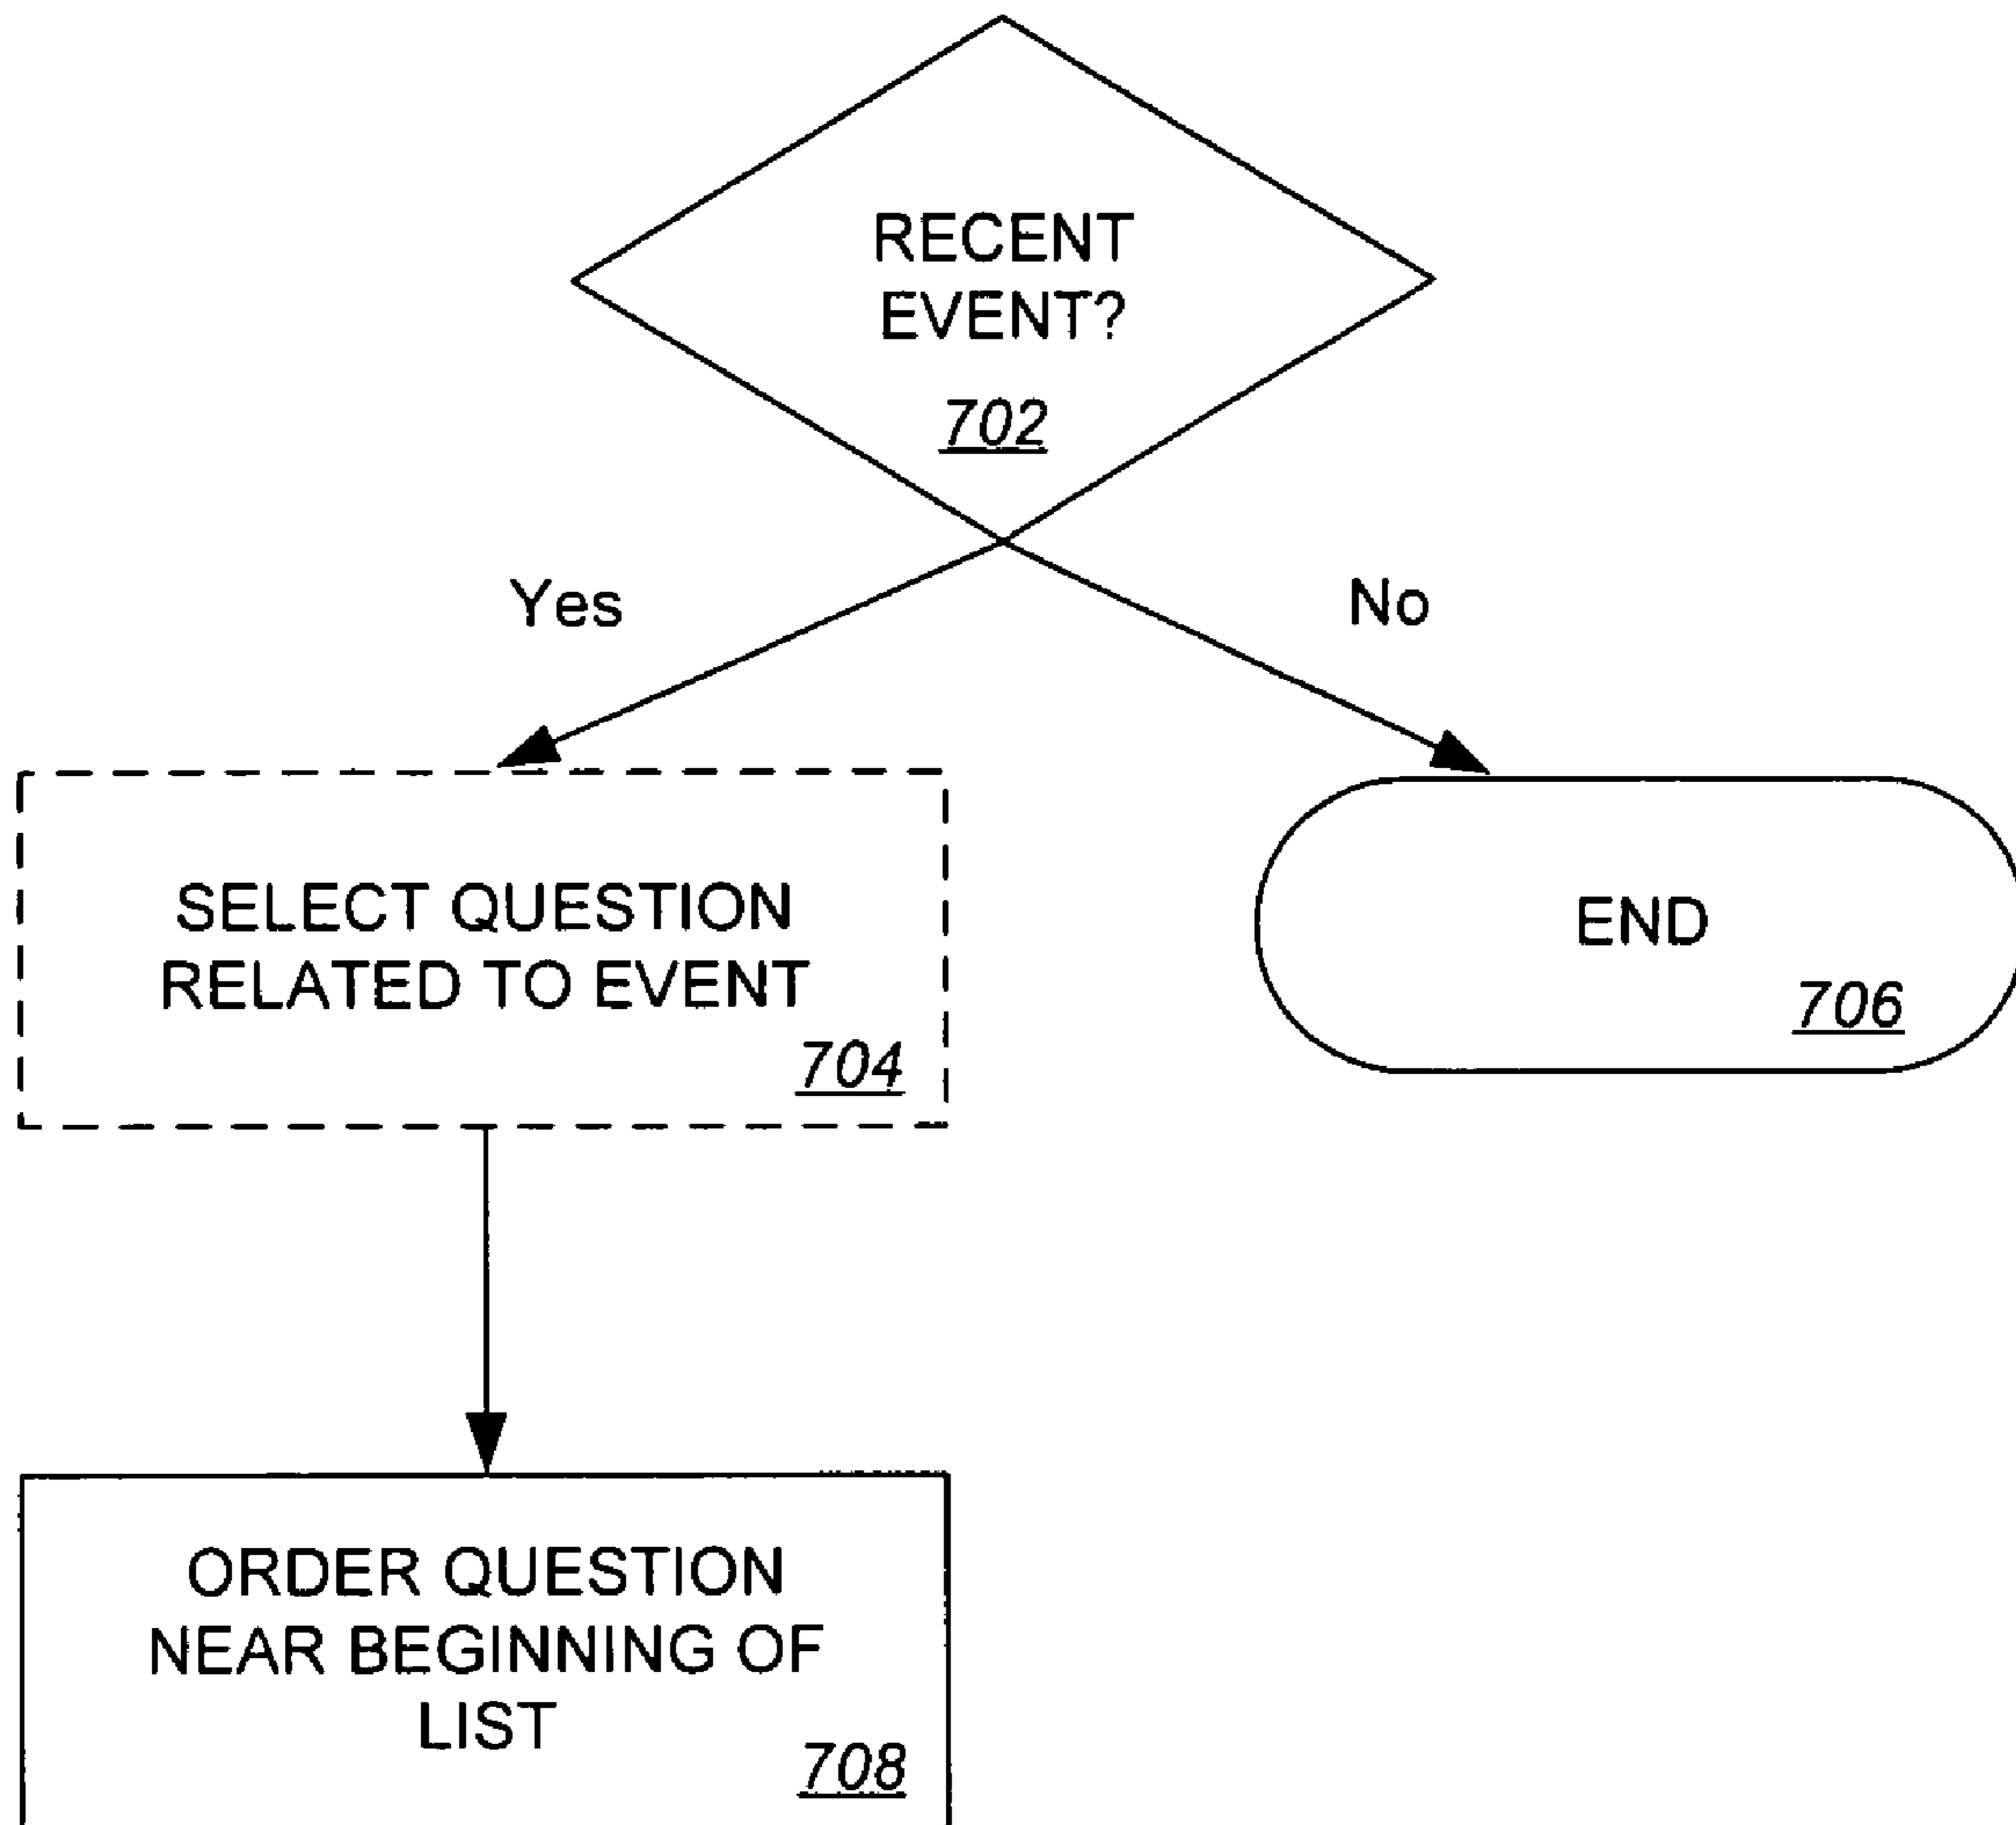 RECENT
EVENT?
702
Yes
No
SELECT QUESTION
RELATED TO EVENT
704
END
706
ORDER QUESTION
NEAR BEGINNING OF
LIST
708